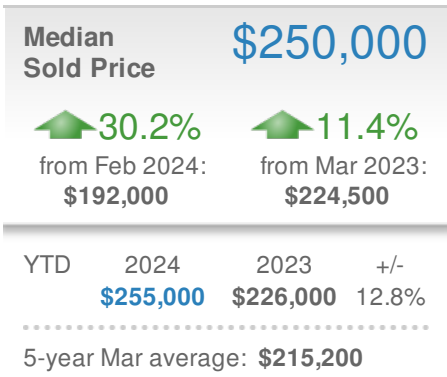 Median
Sold Price
$250,000
30.2%
from Feb 2024:
$192,000
11.4%
from Mar 2023:
$224,500
YTD 2024 2023 +/-
$255,000 $226,000 12.8%
5-year Mar average: $215,200